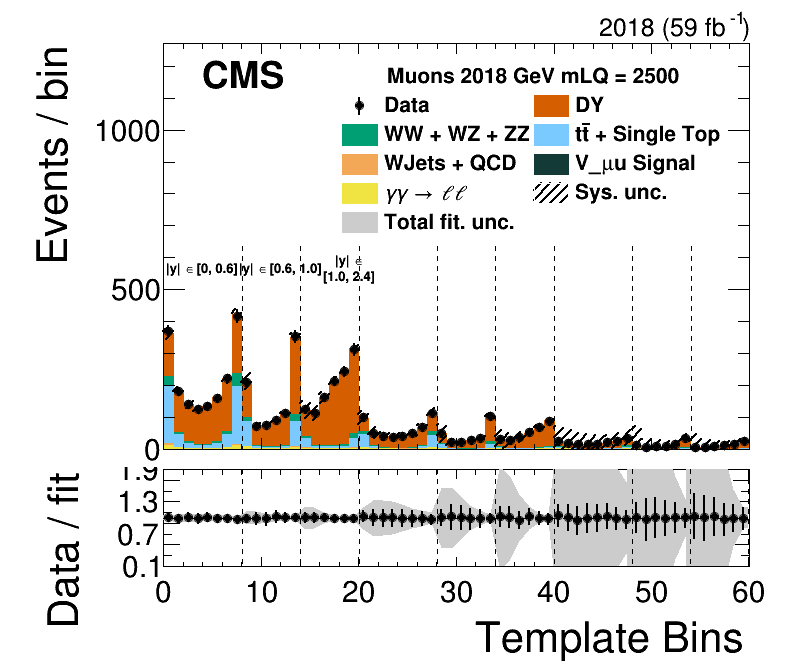 2018 (59 fb⁻¹)
CMS
Muons 2018 GeV mLQ = 2500
Data
DY
WW + WZ + ZZ
tt̄ + Single Top
WJets + QCD
V_μu Signal
γγ → ℓℓ
Sys. unc.
Total fit. unc.
Events / bin
1000
500
0
|y| ∈ [0, 0.6]
|y| ∈ [0.6, 1.0]
|y| ∈
[1.0, 2.4]
Data / fit
1.9
1.3
0.7
0.1
0 10 20 30 40 50 60
Template Bins